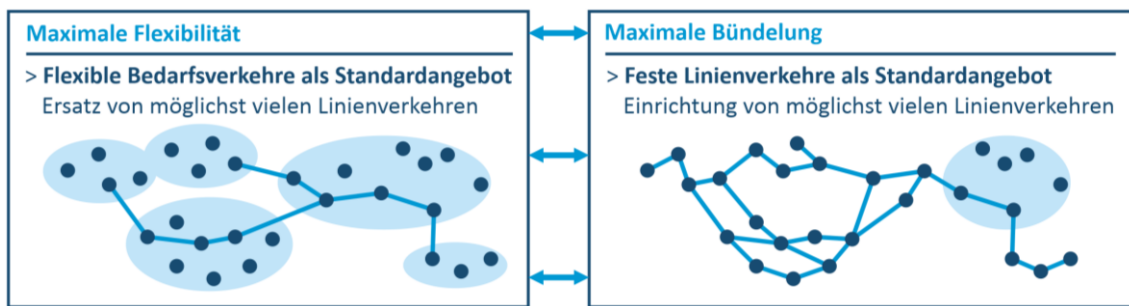 Maximale Flexibilität
> Flexible Bedarfsverkehre als Standardangebot
Ersatz von möglichst vielen Linienverkehren
Maximale Bündelung
> Feste Linienverkehre als Standardangebot
Einrichtung von möglichst vielen Linienverkehren